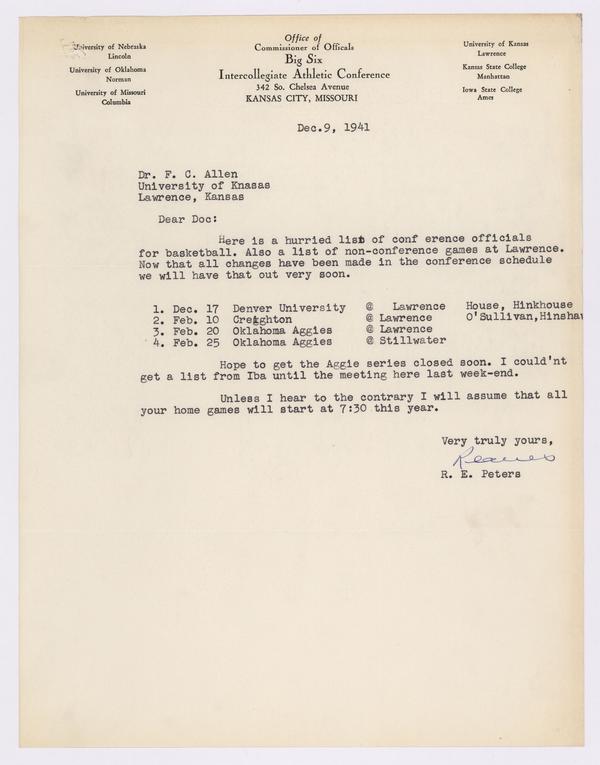 University of Nebraska
Lincoln
University of Oklahoma
Norman
University of Missouri
Columbia
Office of
Commissioner of Officals
Big Six
Intercollegiate Athletic Conference
342 So. Chelsea Avenue
KANSAS CITY, MISSOURI
University of Kansas
Lawrence
Kansas State College
Manhattan
Iowa State College
Ames
Dec.9, 1941
Dr. F. C. Allen
University of Knasas
Lawrence, Kansas
Dear Doc:
Here is a hurried list of conf erence officials
for basketball. Also a list of non-conference games at Lawrence.
Now that all changes have been made in the conference schedule
we will have that out very soon.
1. Dec. 17 Denver University @ Lawrence House, Hinkhouse
2. Feb. 10 Creighton @ Lawrence O'Sullivan,Hinshaw
3. Feb. 20 Oklahoma Aggies @ Lawrence
4. Feb. 25 Oklahoma Aggies @ Stillwater
Hope to get the Aggie series closed soon. I could'nt
get a list from Iba until the meeting here last week-end.
Unless I hear to the contrary I will assume that all
your home games will start at 7:30 this year.
Very truly yours,
R. E. Peters